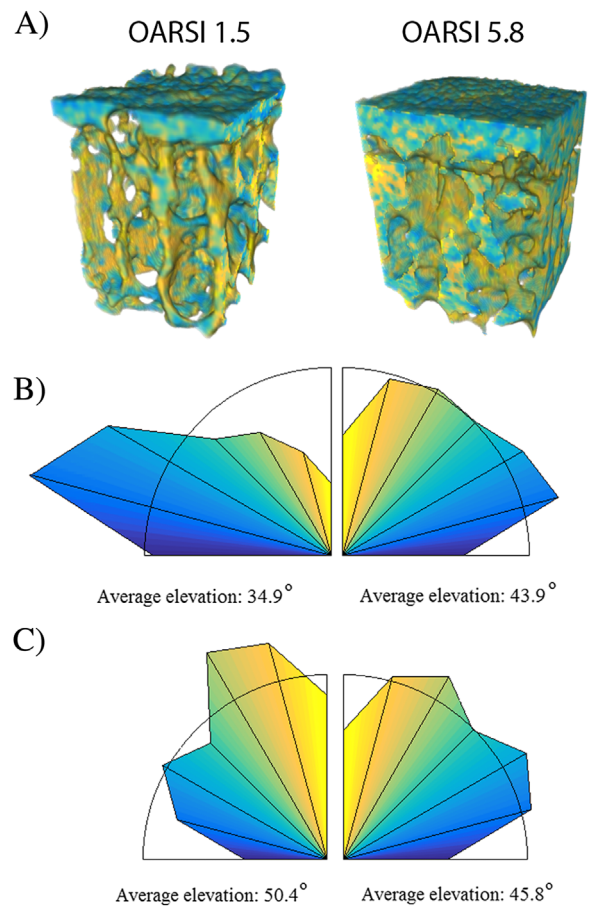 A)
OARSI 1.5
OARSI 5.8
B)
Average elevation: 34.9°
Average elevation: 43.9°
C)
Average elevation: 50.4°
Average elevation: 45.8°